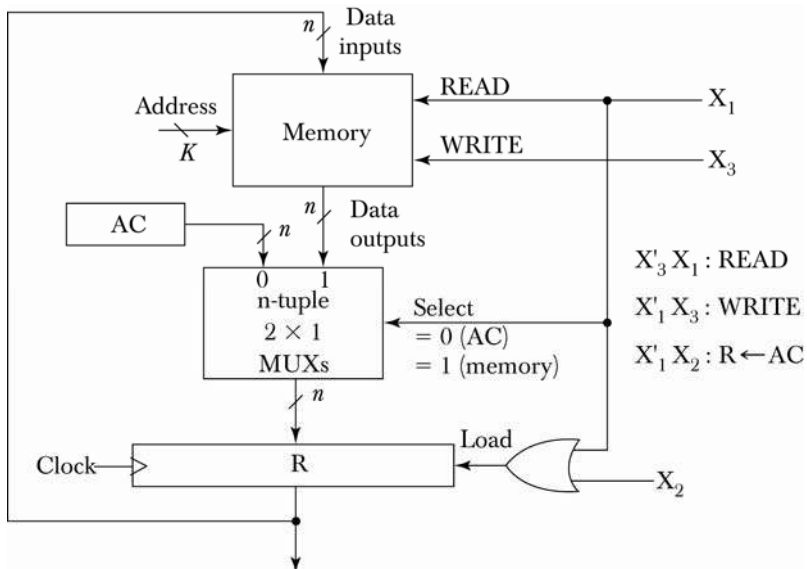 n
Data
inputs
Address
K
Memory
READ
X₁
WRITE
X₃
AC
n
n
Data
outputs
0 1
n-tuple
2 × 1
MUXs
Select
= 0 (AC)
= 1 (memory)
X'₃ X₁ : READ
X'₁ X₃ : WRITE
X'₁ X₂ : R ← AC
n
Clock
R
Load
X₂